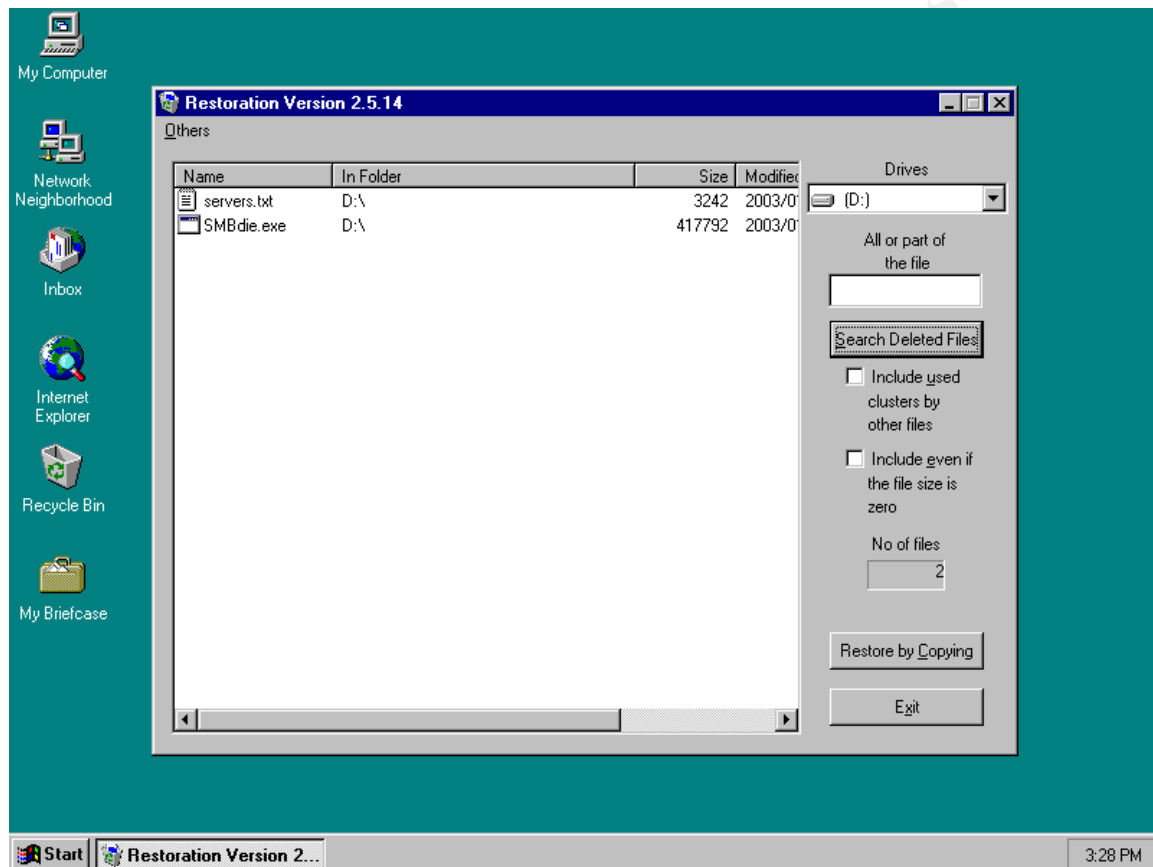 My Computer
Network
Neighborhood
Inbox
Internet
Explorer
Recycle Bin
My Briefcase
Restoration Version 2.5.14
Others
Name In Folder Size Modified
servers.txt D:\ 3242 2003/0
SMBdie.exe D:\ 417792 2003/0
Drives
(D:)
All or part of
the file
Search Deleted Files
Include used
clusters by
other files
Include even if
the file size is
zero
No of files
2
Restore by Copying
Exit
Start Restoration Version 2... 3:28 PM